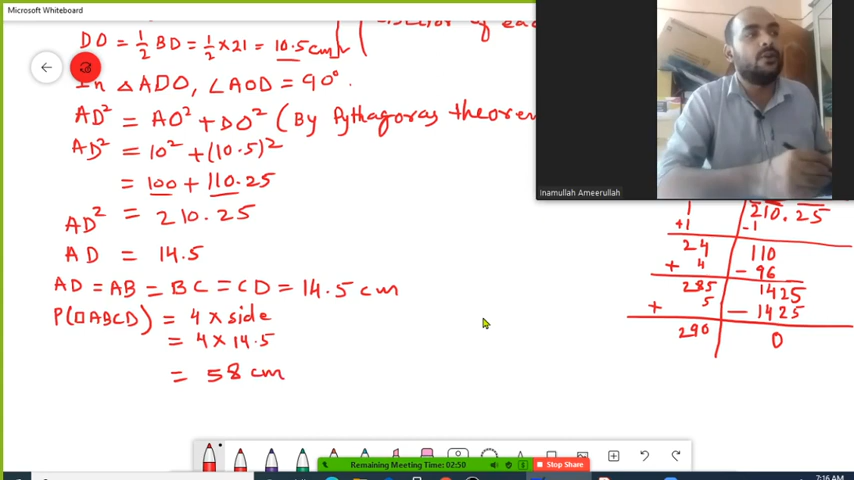 Microsoft Whiteboard
of each
DO = 1/2 BD = 1/2 × 21 = 10.5 cm
In △ADO, ∠AOD = 90°.
AD² = AO² + DO² (By Pythagoras theorem
AD² = 10² + (10.5)²
= 100 + 110.25
AD² = 210.25
AD = 14.5
AD = AB = BC = CD = 14.5 cm
P(□ABCD) = 4 × side
= 4 × 14.5
= 58 cm
Inamullah Ameerullah
1 210.25
+1 -1
24 110
+ 4 - 96
285 1425
+ 5 - 1425
290 0
Remaining Meeting Time: 02:50
Stop Share
7:16 AM